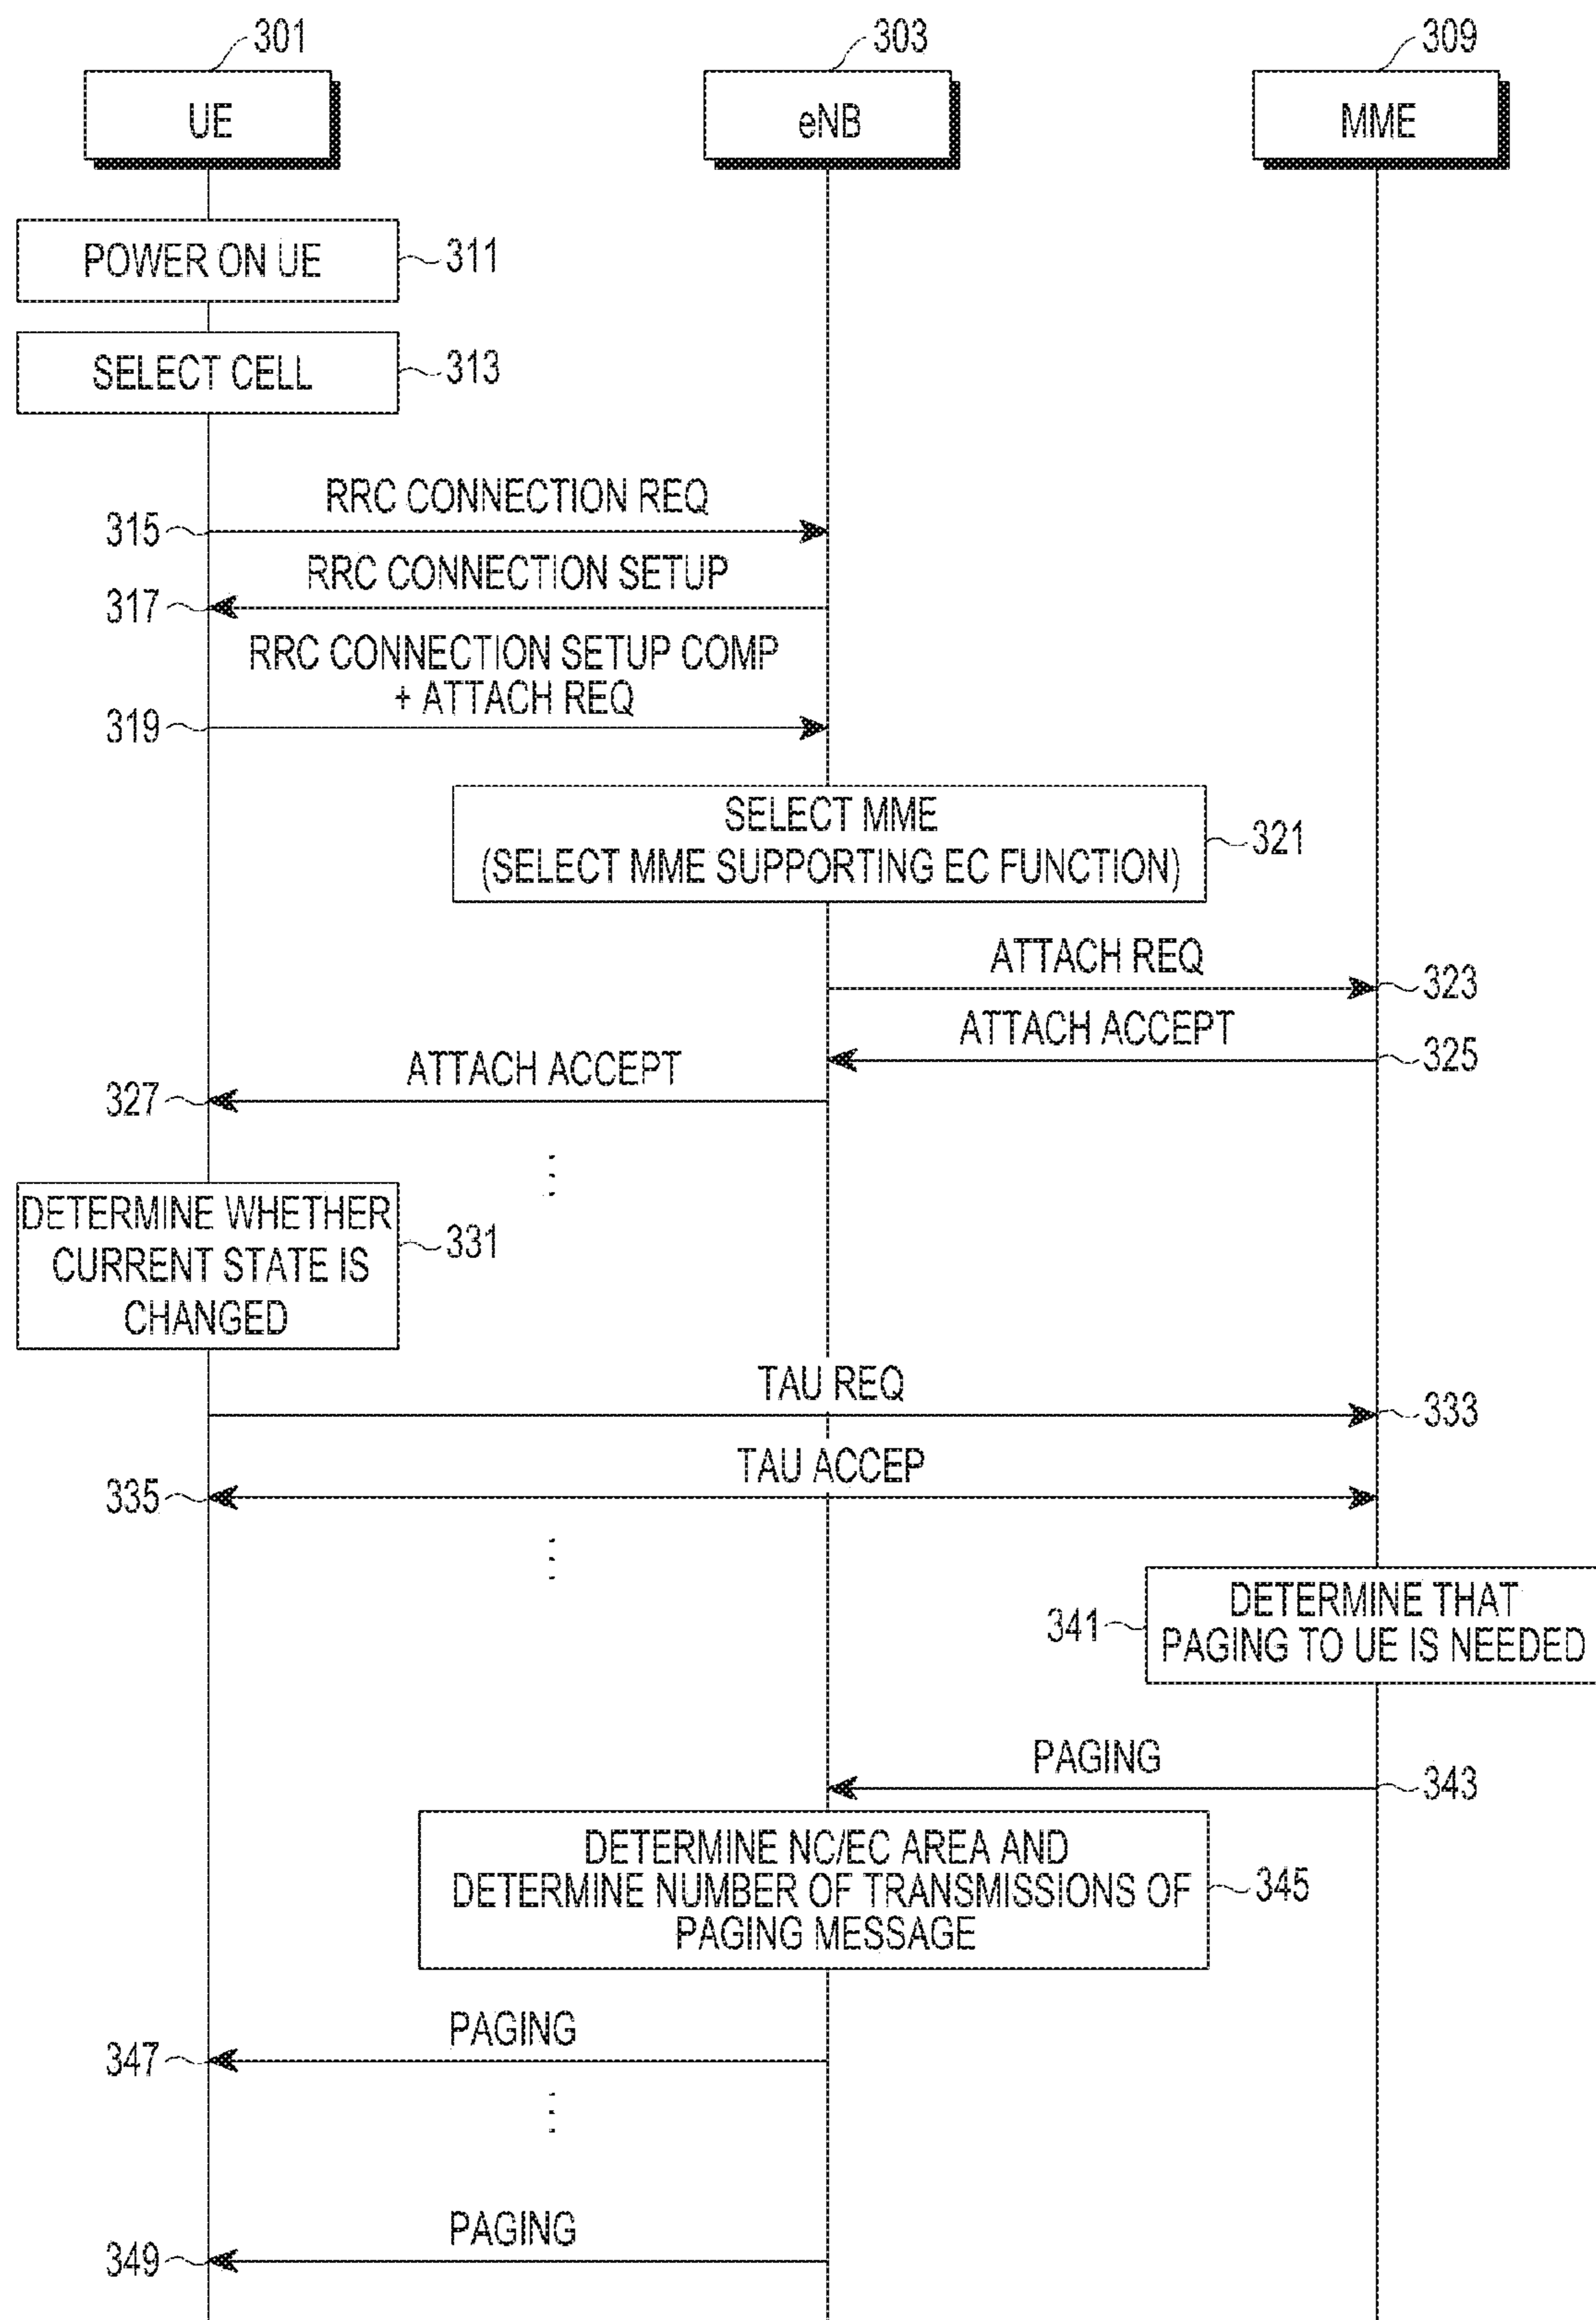 301
303
309
UE
eNB
MME
POWER ON UE
311
SELECT CELL
313
RRC CONNECTION REQ
315
RRC CONNECTION SETUP
317
RRC CONNECTION SETUP COMP
+ ATTACH REQ
319
SELECT MME
(SELECT MME SUPPORTING EC FUNCTION)
321
ATTACH REQ
323
ATTACH ACCEPT
325
ATTACH ACCEPT
327
DETERMINE WHETHER
CURRENT STATE IS
CHANGED
331
TAU REQ
333
TAU ACCEP
335
DETERMINE THAT
PAGING TO UE IS NEEDED
341
PAGING
343
DETERMINE NC/EC AREA AND
DETERMINE NUMBER OF TRANSMISSIONS OF
PAGING MESSAGE
345
PAGING
347
PAGING
349